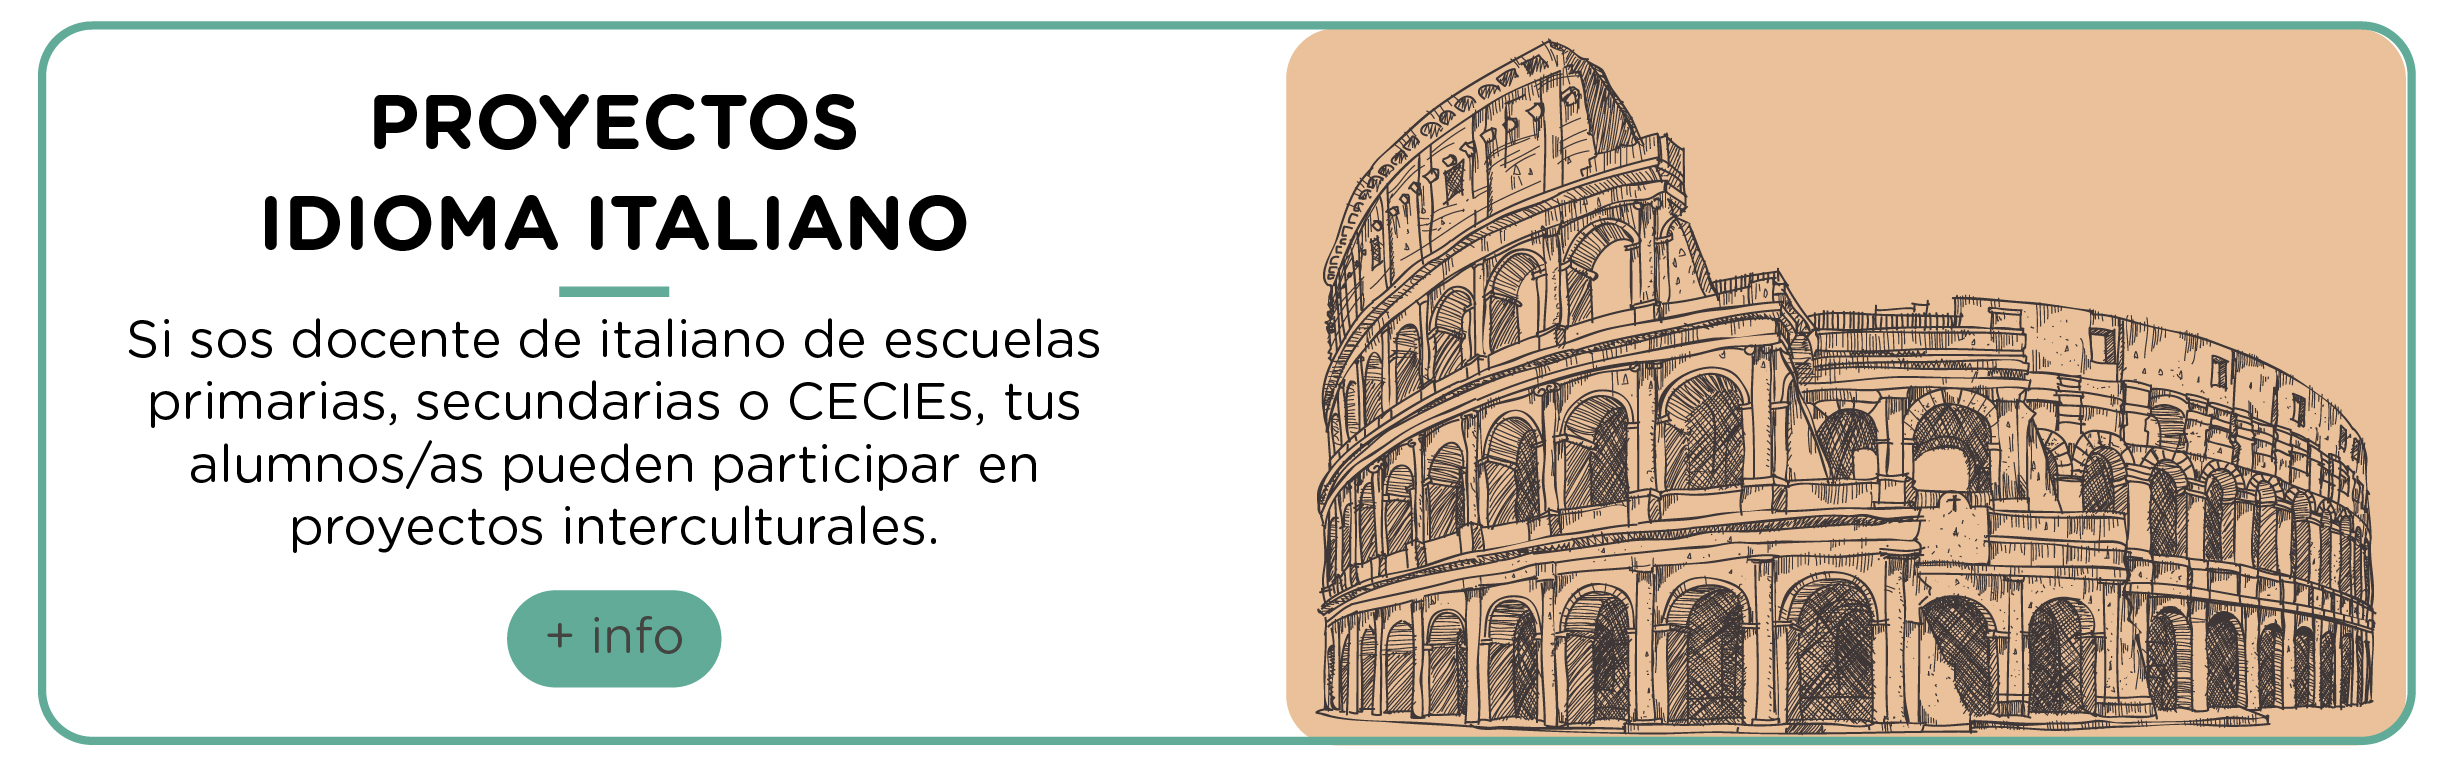 PROYECTOS
IDIOMA ITALIANO
Si sos docente de italiano de escuelas
primarias, secundarias o CECIEs, tus
alumnos/as pueden participar en
proyectos interculturales.
+ info